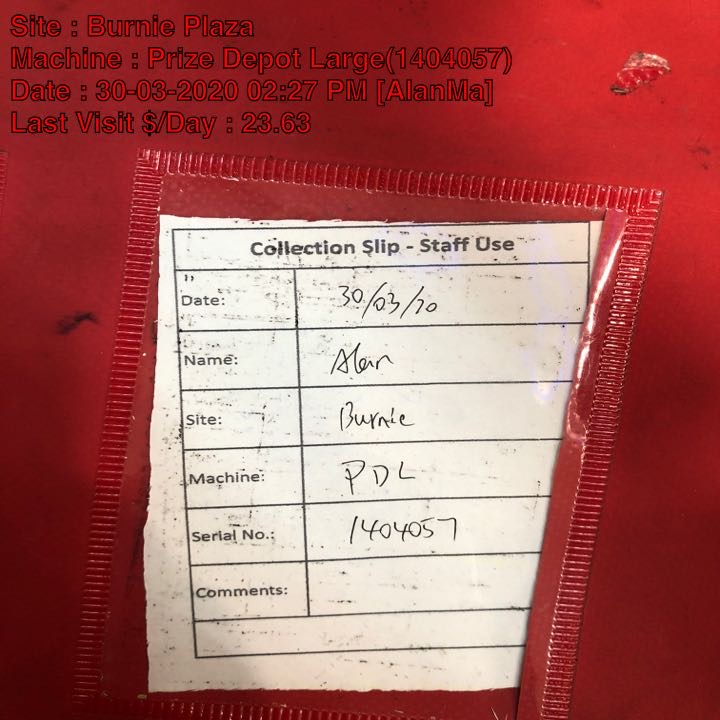 Site : Burnie Plaza
Machine : Prize Depot Large(1404057)
Date : 30-03-2020 02:27 PM [AlanMa]
Last Visit $/Day : 23.63
Collection Slip - Staff Use
Date: 30/03/20
Name: Alan
Site: Burnie
Machine: PDL
Serial No.: 1404057
Comments: